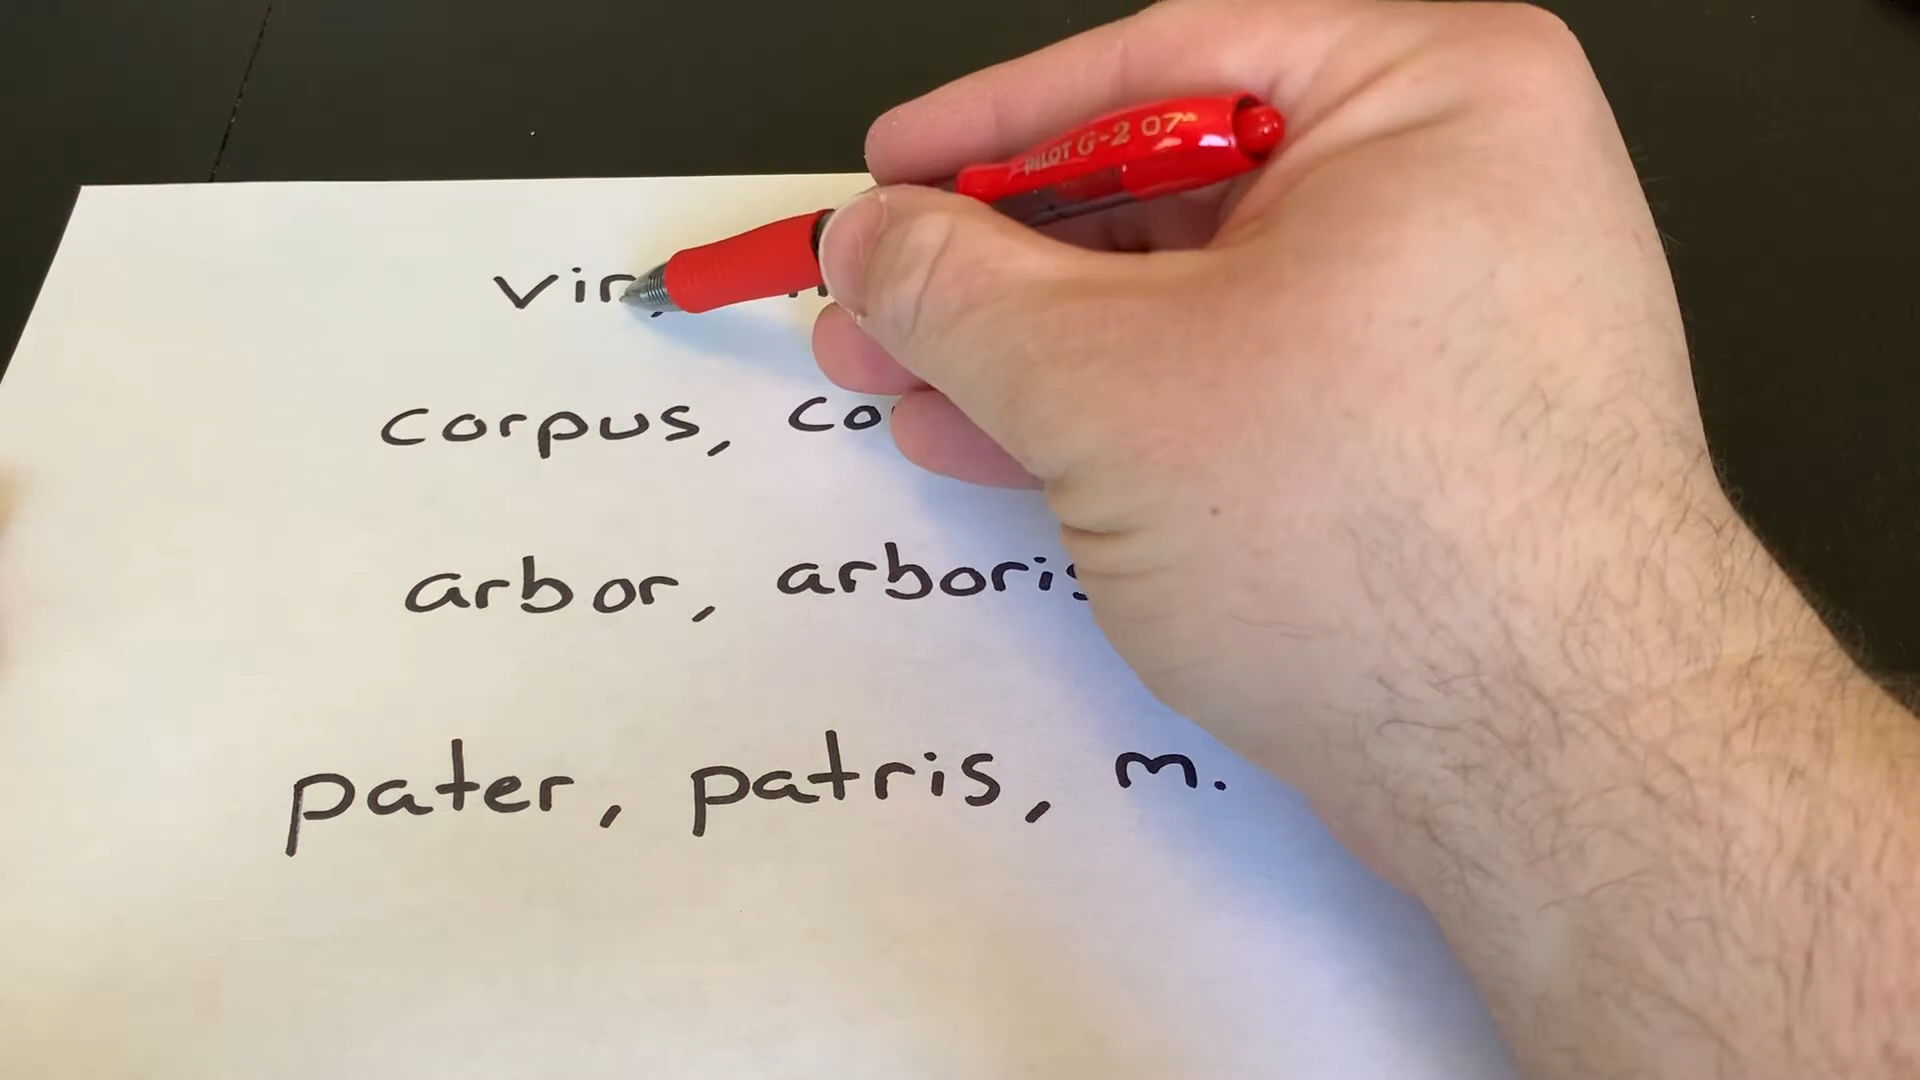 PILOT G-2 07
vir,
corpus,
arbor, arboris
pater, patris, m.